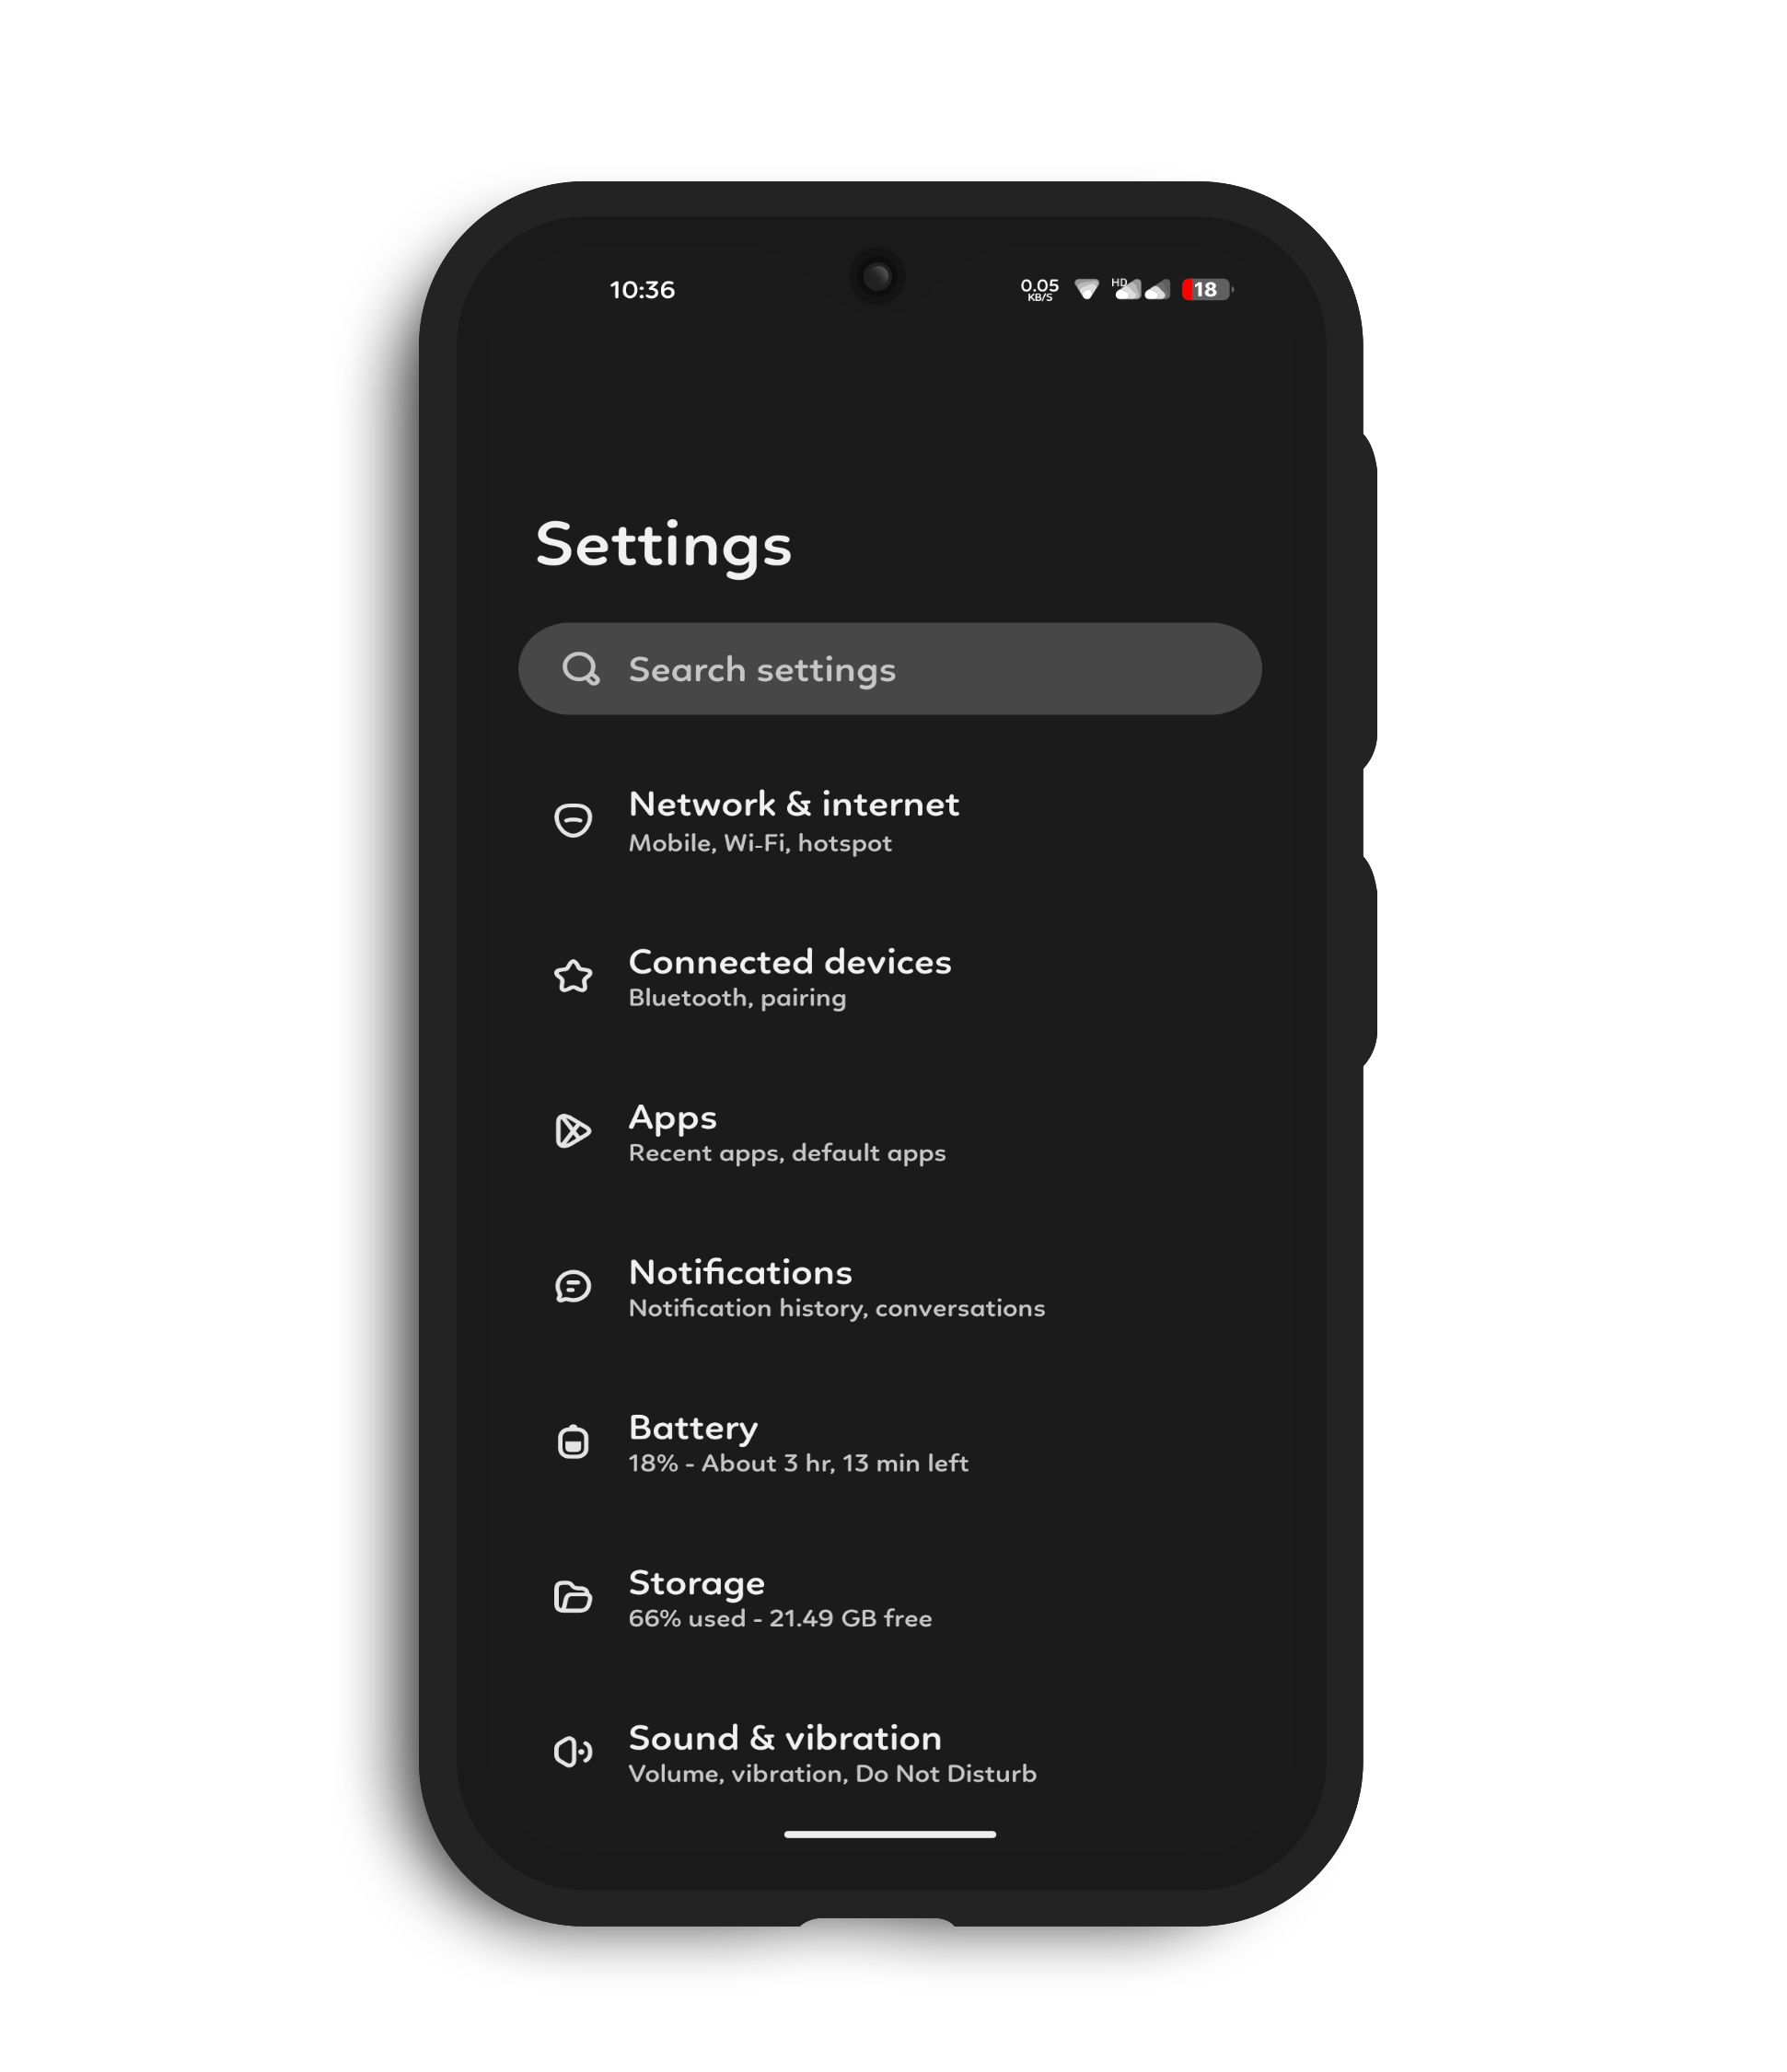 10:36
0.05
KB/S
HD
18
Settings
Search settings
Network & internet
Mobile, Wi-Fi, hotspot
Connected devices
Bluetooth, pairing
Apps
Recent apps, default apps
Notifications
Notification history, conversations
Battery
18% - About 3 hr, 13 min left
Storage
66% used - 21.49 GB free
Sound & vibration
Volume, vibration, Do Not Disturb